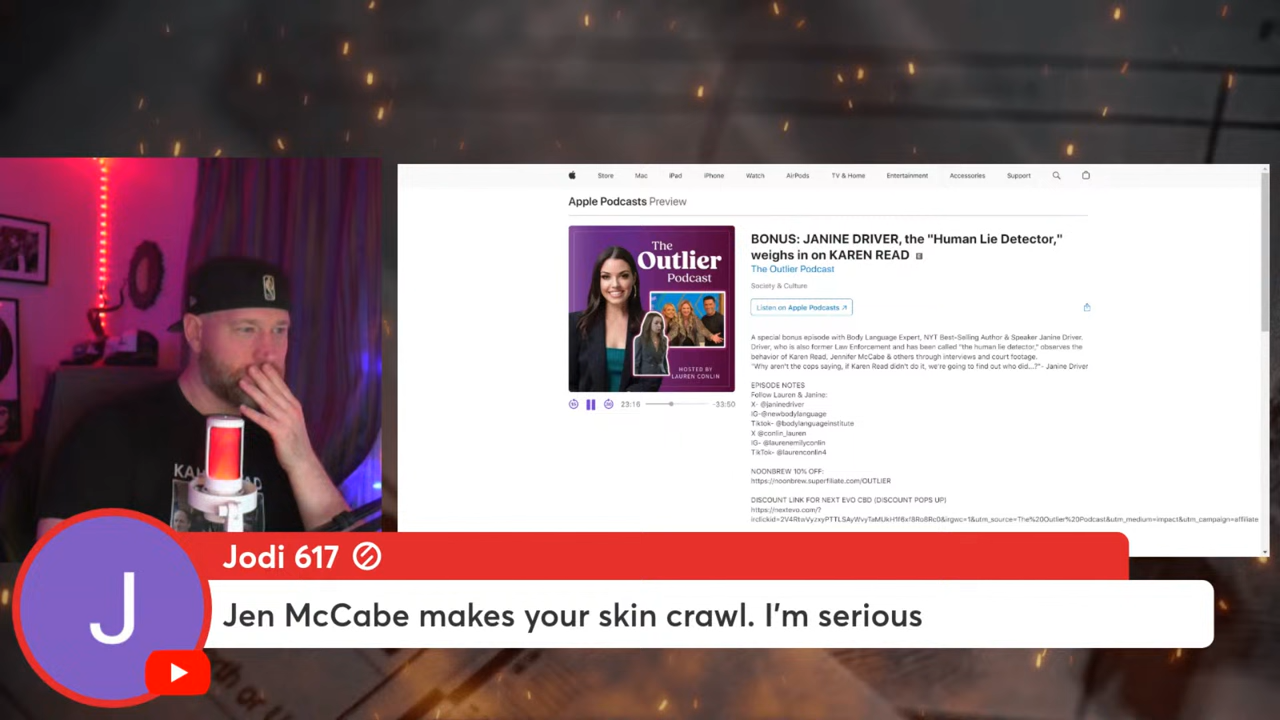 Store Mac iPad iPhone Watch AirPods TV & Home Entertainment Accessories Support
Apple Podcasts Preview
The
Outlier
Podcast
HOSTED BY
LAUREN CONLIN
23:16
-33:50
BONUS: JANINE DRIVER, the "Human Lie Detector,"
weighs in on KAREN READ E
The Outlier Podcast
Society & Culture
Listen on Apple Podcasts ↗
A special bonus episode with Body Language Expert, NYT Best-Selling Author & Speaker Janine Driver.
Driver, who is also former Law Enforcement and has been called "the human lie detector," observes the
behavior of Karen Read, Jennifer McCabe & others through interviews and court footage.
"Why aren't the cops saying, if Karen Read didn't do it, we're going to find out who did...?"- Janine Driver
EPISODE NOTES
Follow Lauren & Janine:
X- @janinedriver
IG-@newbodylanguage
Tiktok- @bodylanguageinstitute
X @conlin_lauren
IG- @laurenemilyconlin
TikTok- @laurenconlin4
NOONBREW 10% OFF:
https://noonbrew.superfiliate.com/OUTLIER
DISCOUNT LINK FOR NEXT EVO CBD (DISCOUNT POPS UP)
https://nextevo.com/?
Jodi 617
J
Jen McCabe makes your skin crawl. I'm serious